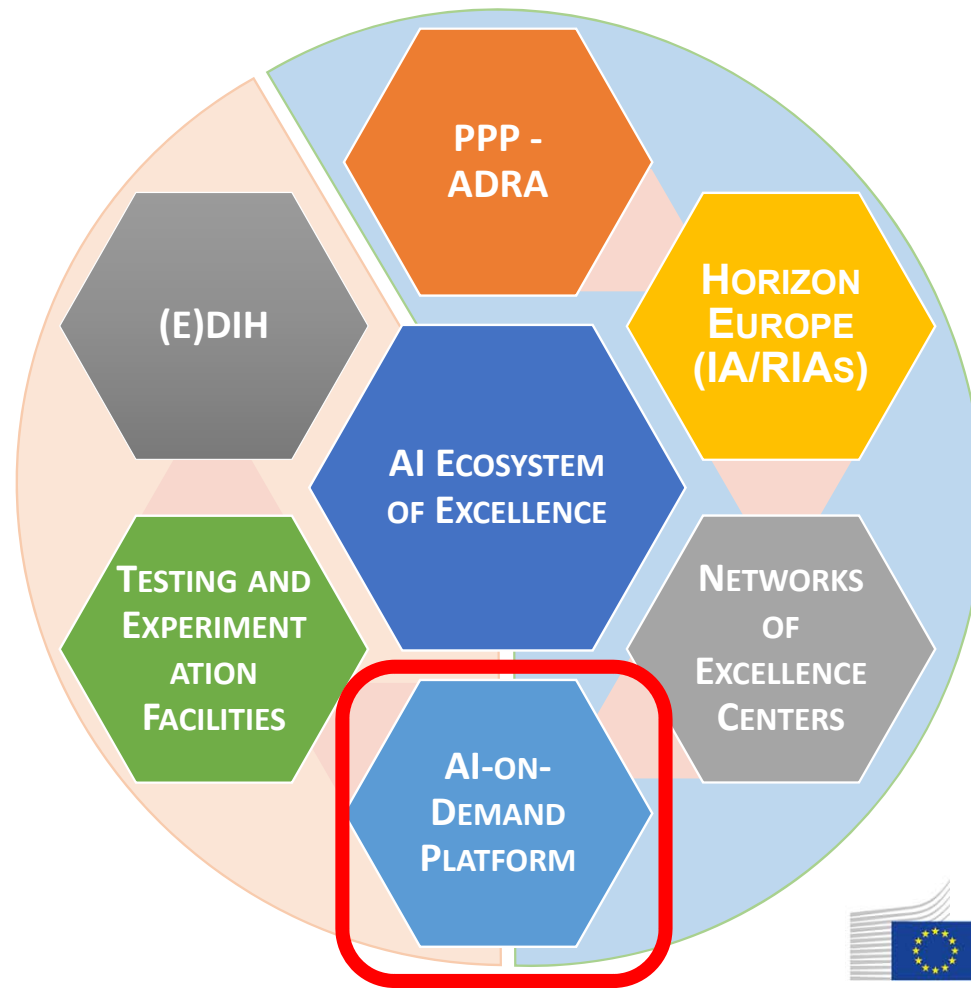 PPP -
ADRA
HORIZON
EUROPE
(IA/RIAS)
(E)DIH
AI ECOSYSTEM
OF EXCELLENCE
TESTING AND
EXPERIMENT
ATION
FACILITIES
NETWORKS
OF
EXCELLENCE
CENTERS
AI-ON-
DEMAND
PLATFORM